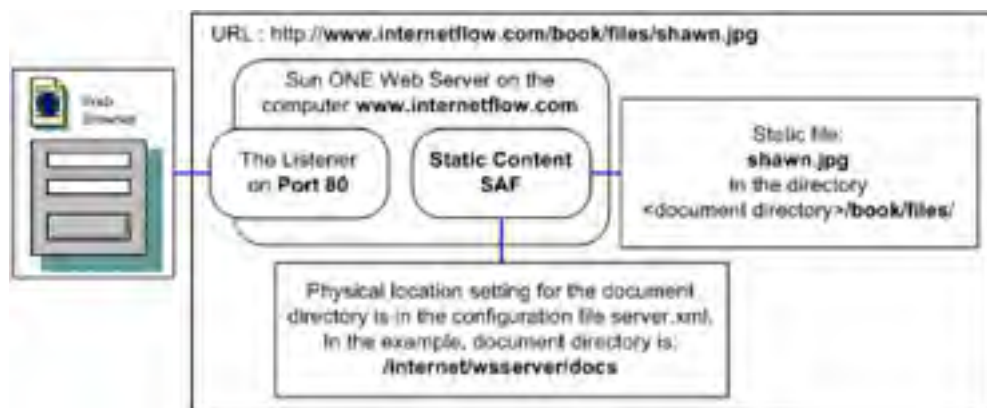 URL : http://www.internetflow.com/book/files/shawn.jpg
Web
Browser
Sun ONE Web Server on the
computer www.internetflow.com
The Listener
on Port 80
Static Content
SAF
Static file:
shawn.jpg
In the directory
<document directory>/book/files/
Physical location setting for the document
directory is in the configuration file server.xml.
In the example, document directory is:
/internet/wsserver/docs